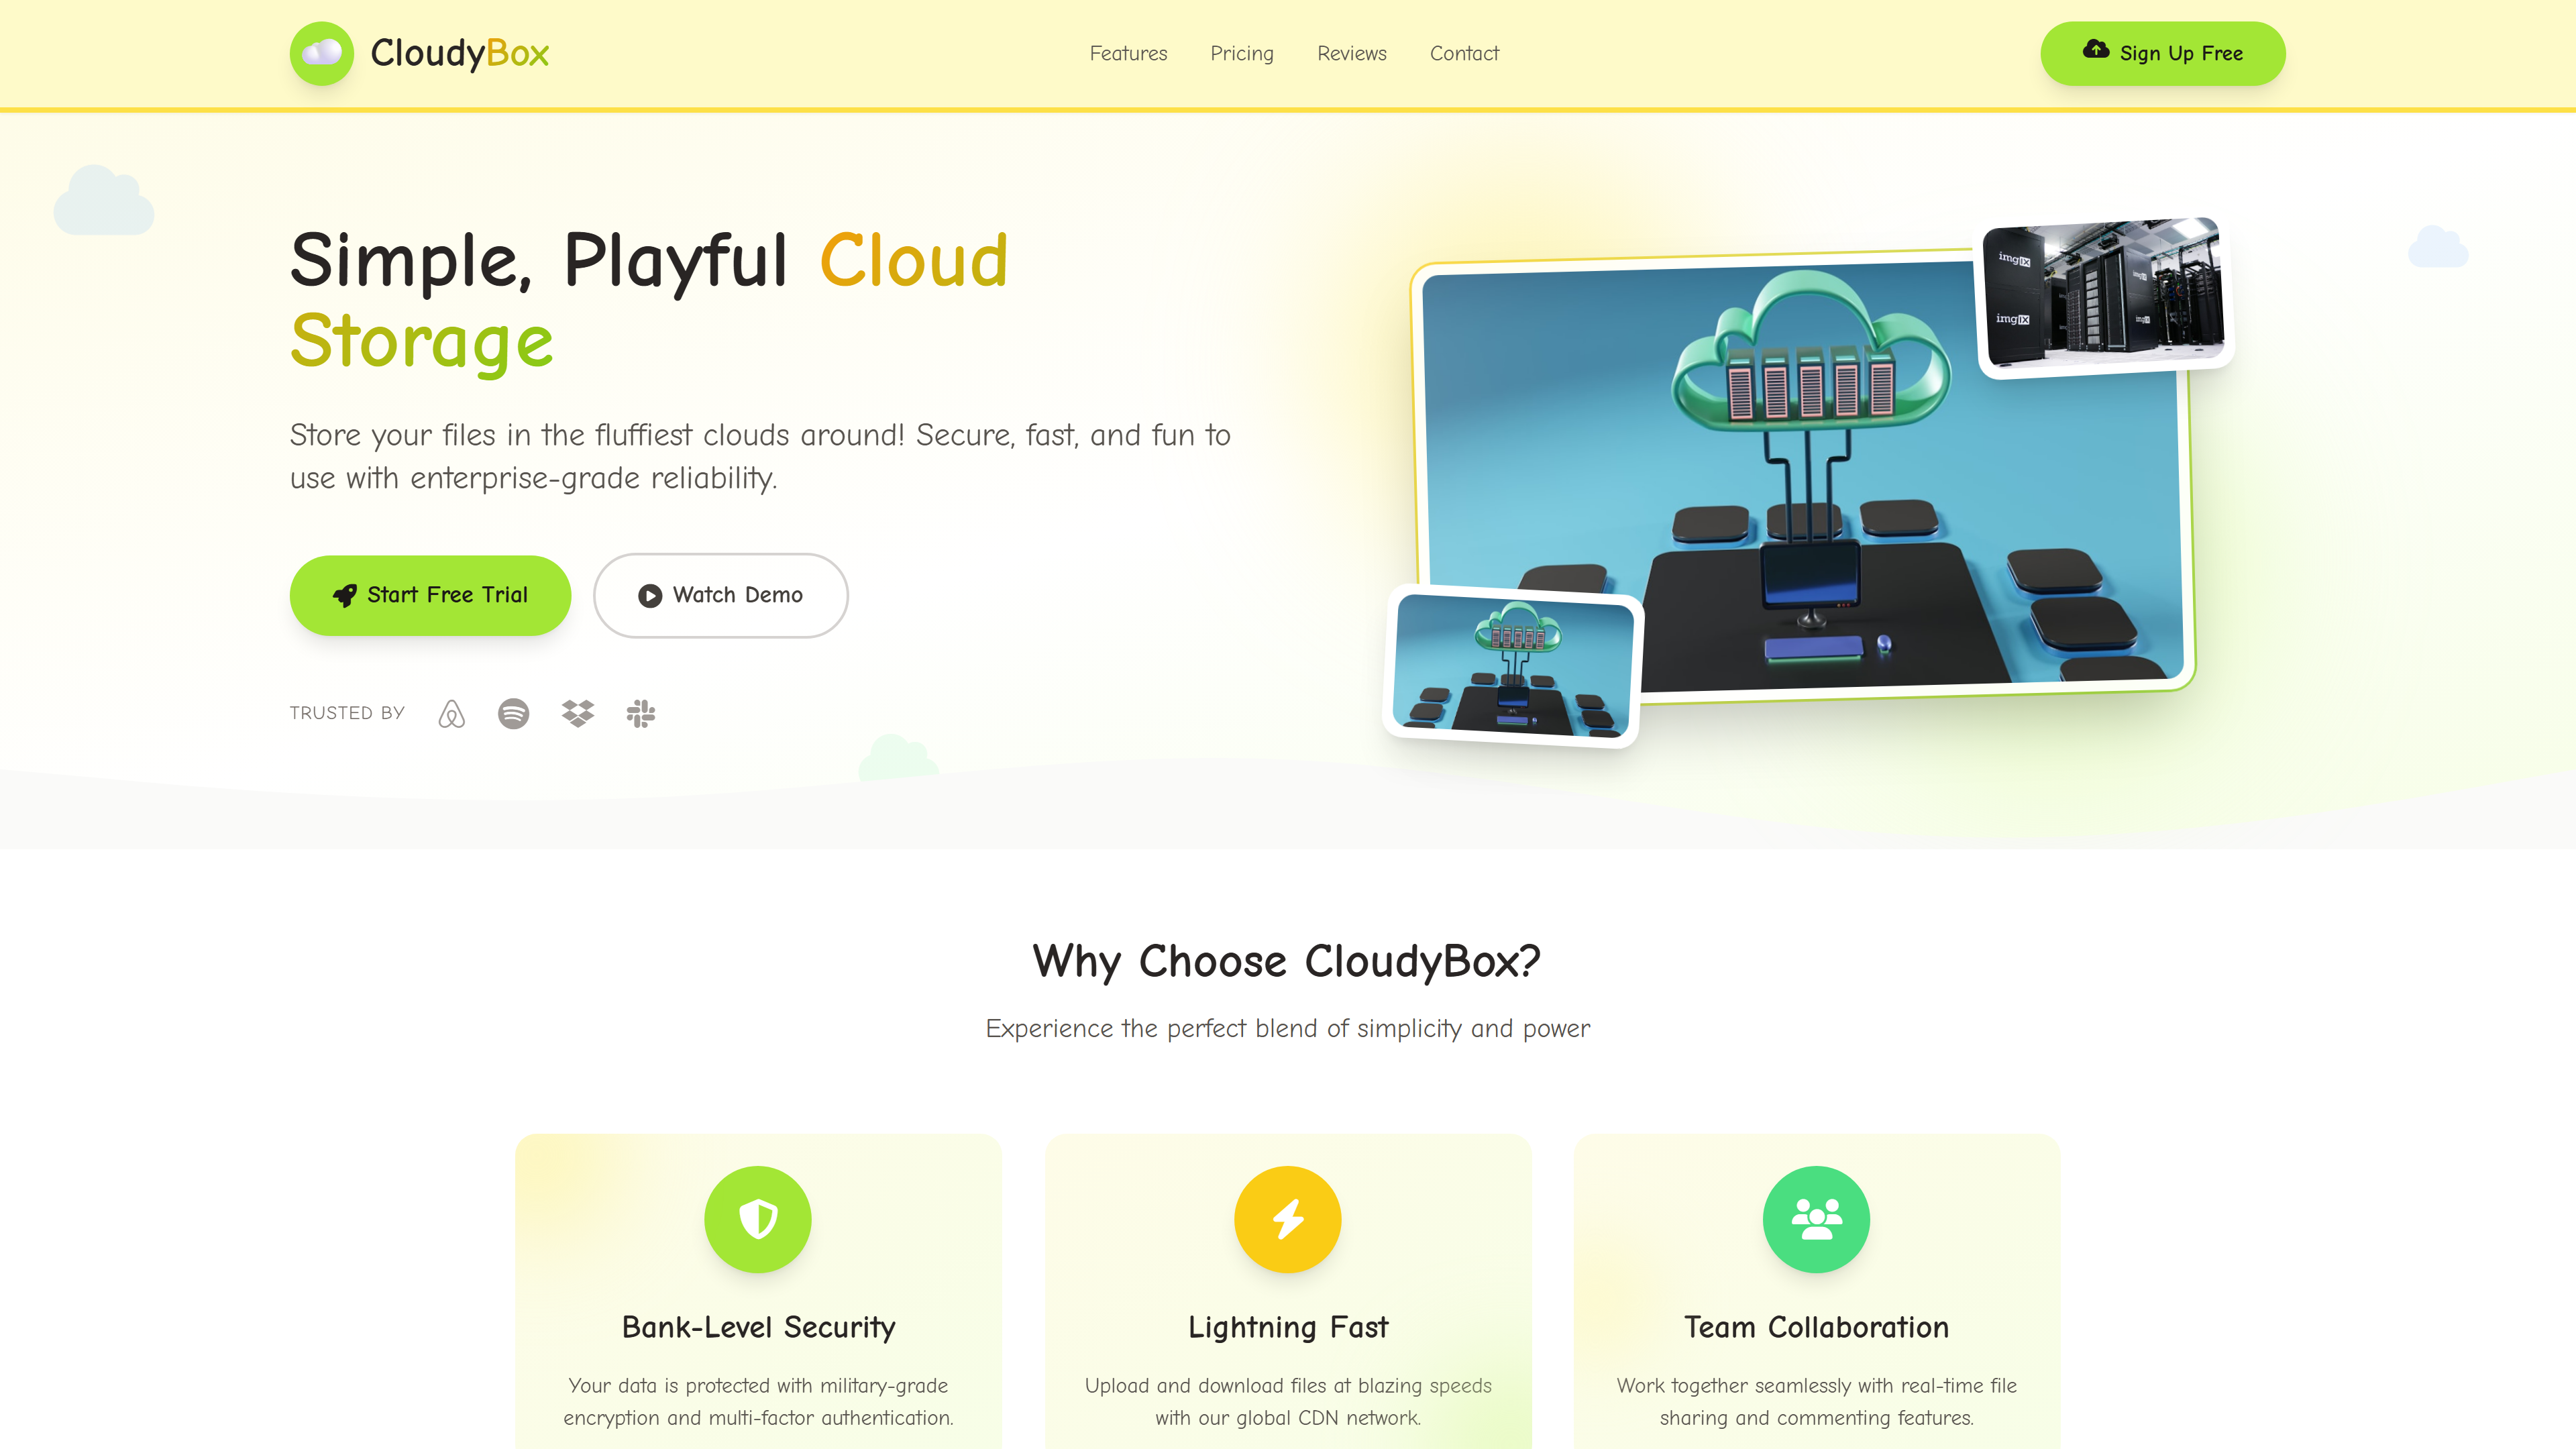 CloudyBox
Features
Pricing
Reviews
Contact
Sign Up Free
Simple, Playful Cloud
Storage
Store your files in the fluffiest clouds around! Secure, fast, and fun to
use with enterprise-grade reliability.
Start Free Trial
Watch Demo
TRUSTED BY
imgIX
imgIX
imgIX
imgIX
Why Choose CloudyBox?
Experience the perfect blend of simplicity and power
Bank-Level Security
Your data is protected with military-grade
encryption and multi-factor authentication.
Lightning Fast
Upload and download files at blazing speeds
with our global CDN network.
Team Collaboration
Work together seamlessly with real-time file
sharing and commenting features.